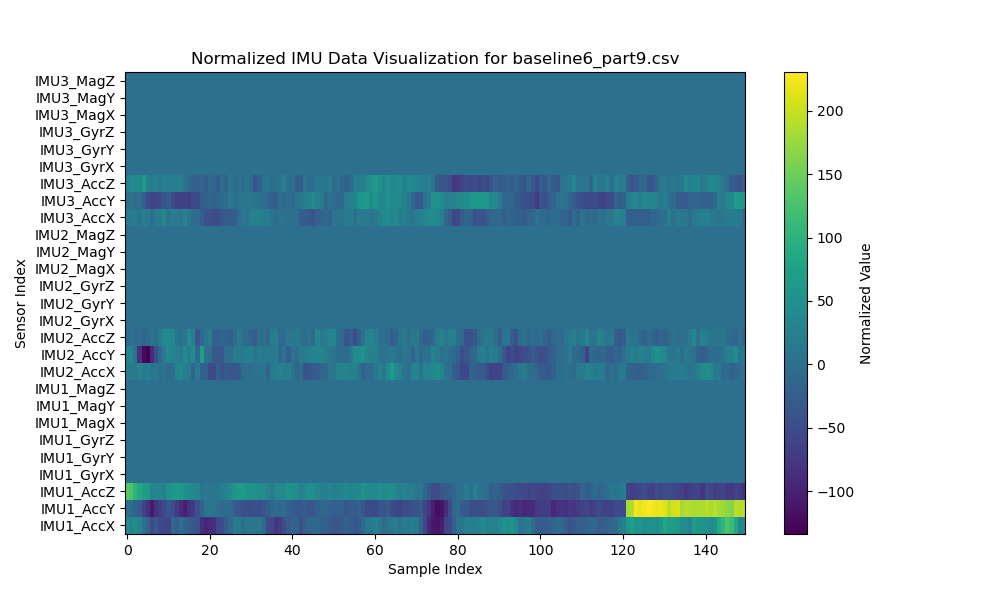 Normalized IMU Data Visualization for baseline6_part9.csv
IMU3_MagZ
IMU3_MagY
IMU3_MagX
IMU3_GyrZ
IMU3_GyrY
IMU3_GyrX
IMU3_AccZ
IMU3_AccY
IMU3_AccX
IMU2_MagZ
IMU2_MagY
IMU2_MagX
IMU2_GyrZ
IMU2_GyrY
IMU2_GyrX
IMU2_AccZ
IMU2_AccY
IMU2_AccX
IMU1_MagZ
IMU1_MagY
IMU1_MagX
IMU1_GyrZ
IMU1_GyrY
IMU1_GyrX
IMU1_AccZ
IMU1_AccY
IMU1_AccX
Sensor Index
0 20 40 60 80 100 120 140
Sample Index
200
150
100
50
0
−50
−100
Normalized Value